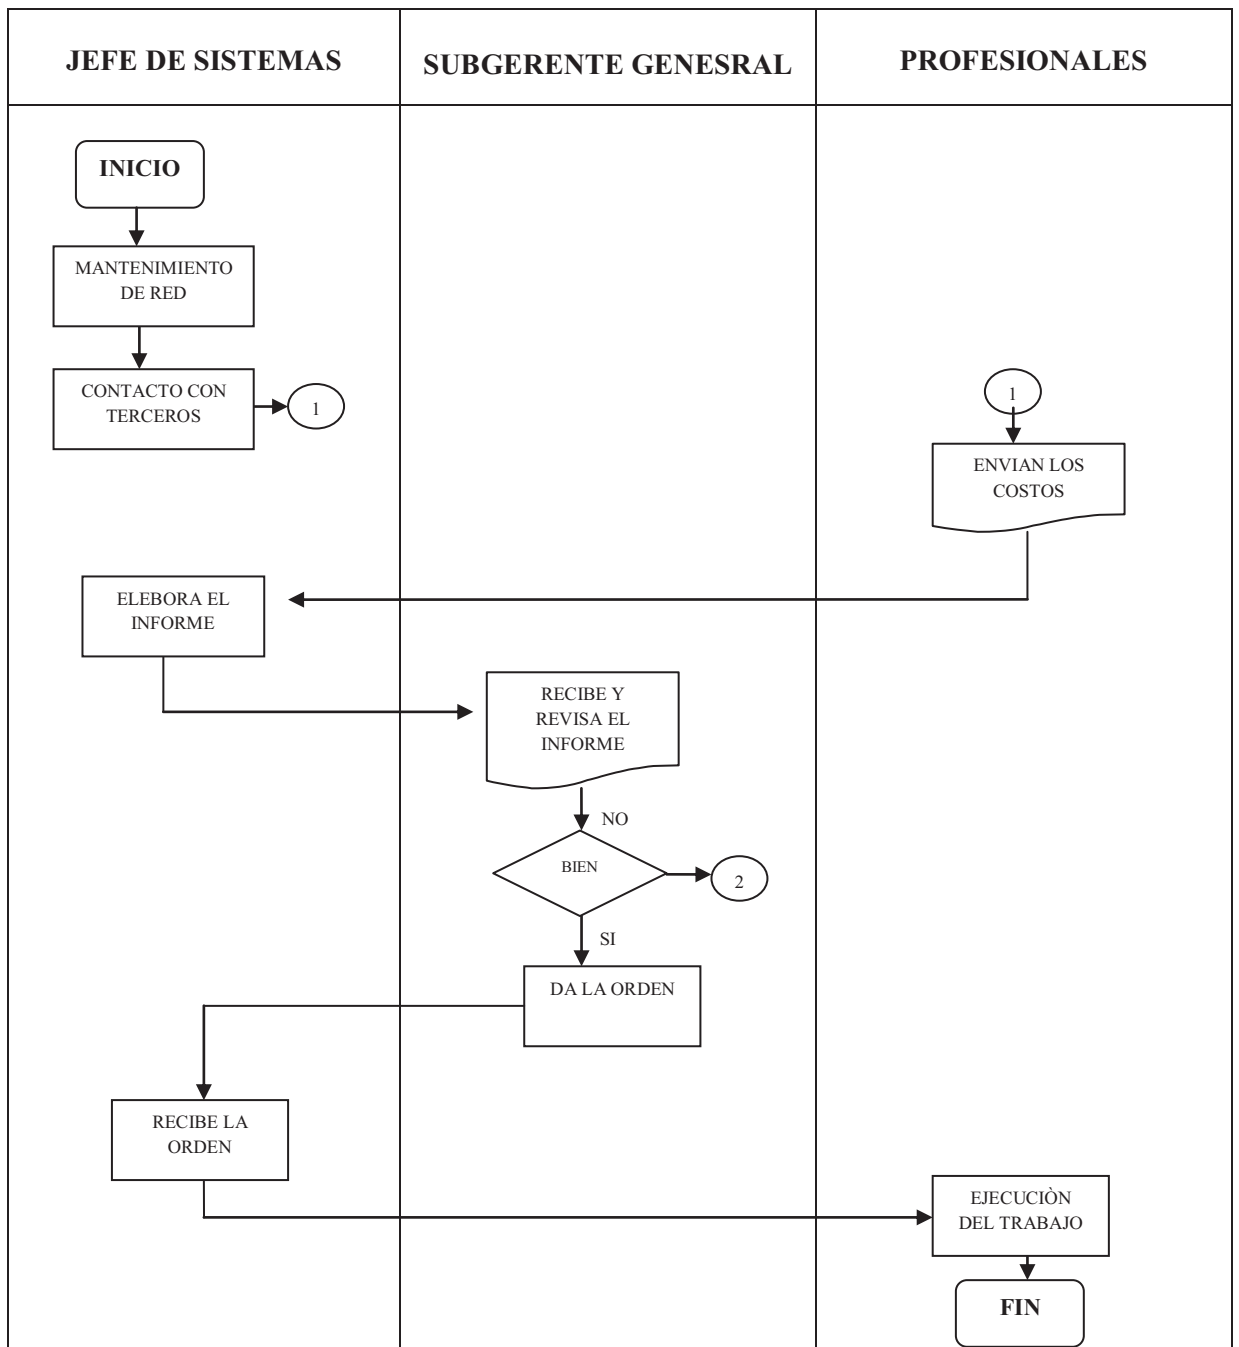 JEFE DE SISTEMAS
SUBGERENTE GENESRAL
PROFESIONALES
INICIO
MANTENIMIENTO
DE RED
CONTACTO CON
TERCEROS
1
1
ENVIAN LOS
COSTOS
ELEBORA EL
INFORME
RECIBE Y
REVISA EL
INFORME
NO
BIEN
2
SI
DA LA ORDEN
RECIBE LA
ORDEN
EJECUCIÒN
DEL TRABAJO
FIN